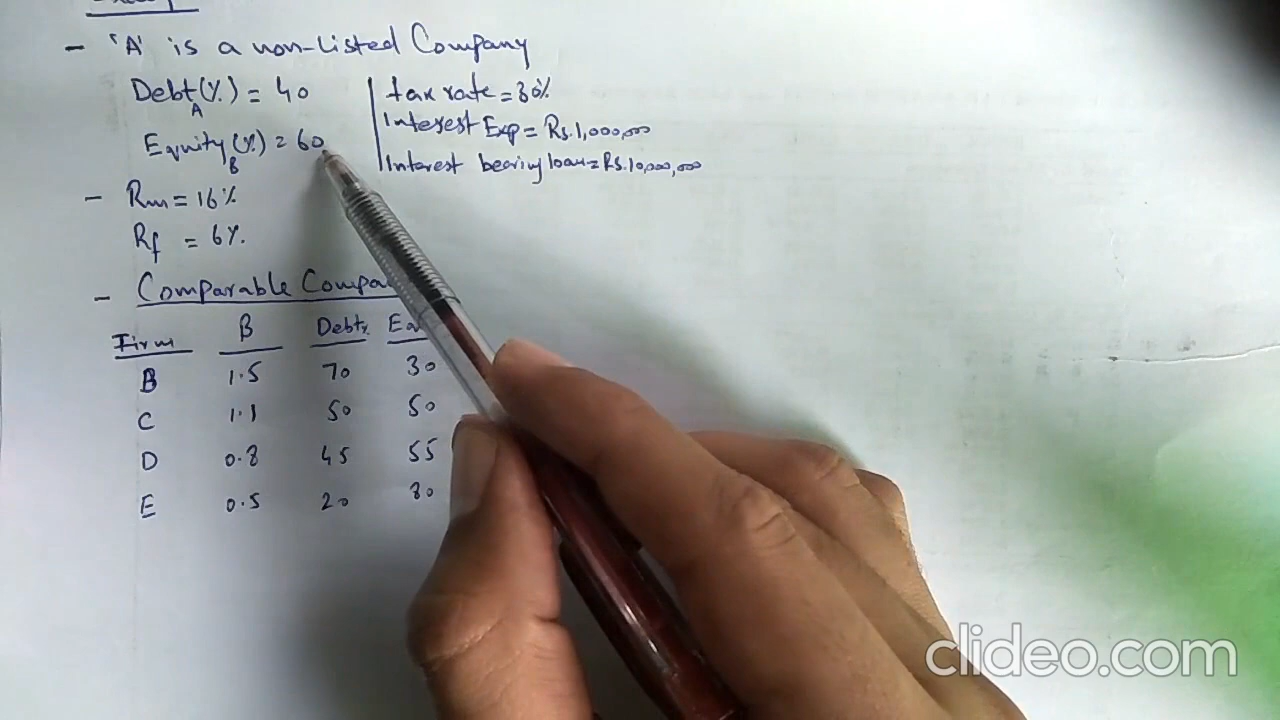 - 'A' is a non-Listed Company
Debt(%) = 40
A
Equity(%) = 60
B
tax rate = 30%
Interest Exp = Rs.1,000,000
Interest bearing loan = Rs.10,000,000
- Rm = 16%
Rf = 6%
- Comparable Compa
Firm β Debt%
B 1.5 70 30
C 1.1 50 50
D 0.8 45 55
E 0.5 20 80
clideo.com